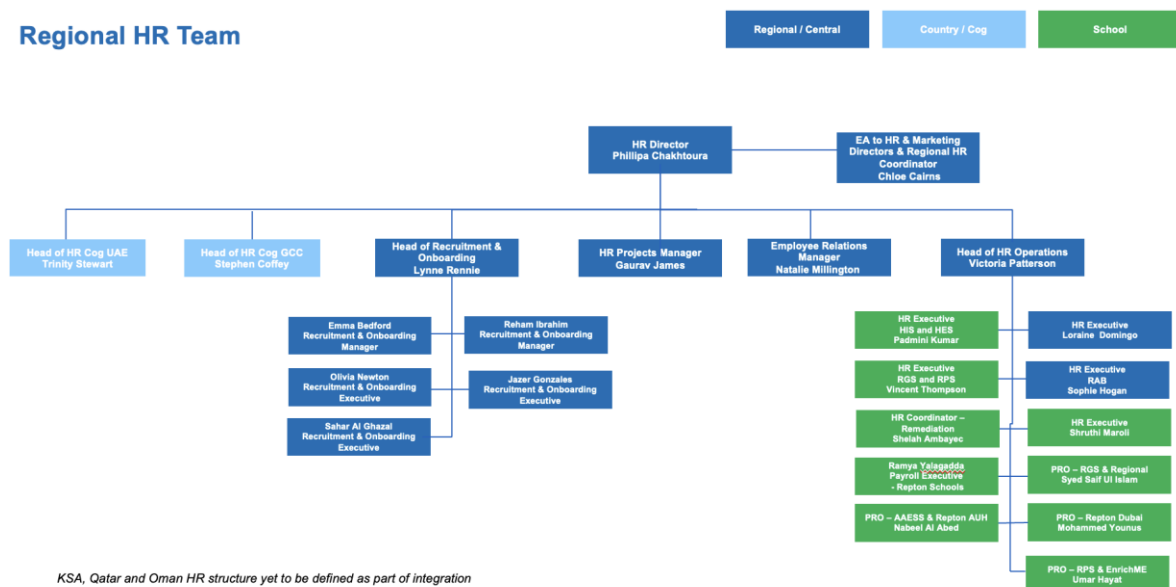 Regional HR Team
Regional / Central
Country / Cog
School
HR Director
Phillipa Chakhtoura
EA to HR & Marketing
Directors & Regional HR
Coordinator
Chloe Cairns
Head of HR Cog UAE
Trinity Stewart
Head of HR Cog GCC
Stephen Coffey
Head of Recruitment &
Onboarding
Lynne Rennie
HR Projects Manager
Gaurav James
Employee Relations
Manager
Natalie Millington
Head of HR Operations
Victoria Patterson
Emma Bedford
Recruitment & Onboarding
Manager
Reham Ibrahim
Recruitment & Onboarding
Manager
Olivia Newton
Recruitment & Onboarding
Executive
Jazer Gonzales
Recruitment & Onboarding
Executive
Sahar Al Ghazal
Recruitment & Onboarding
Executive
HR Executive
HIS and HES
Padmini Kumar
HR Executive
Loraine Domingo
HR Executive
RGS and RPS
Vincent Thompson
HR Executive
RAB
Sophie Hogan
HR Coordinator –
Remediation
Shelah Ambayec
HR Executive
Shruthi Maroli
Ramya Yalagadda
Payroll Executive
- Repton Schools
PRO – RGS & Regional
Syed Saif Ul Islam
PRO – AAESS & Repton AUH
Nabeel Al Abed
PRO – Repton Dubai
Mohammed Younus
PRO – RPS & EnrichME
Umar Hayat
KSA, Qatar and Oman HR structure yet to be defined as part of integration